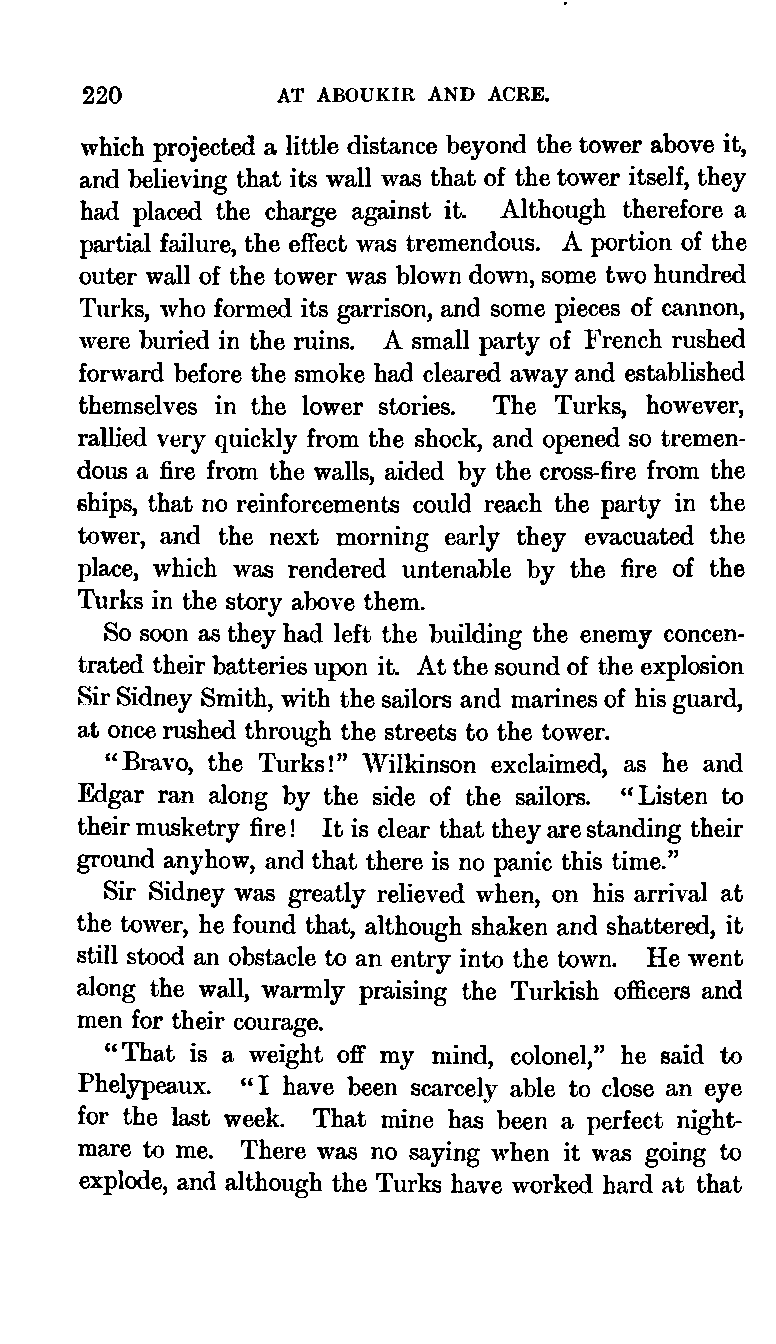 220 AT ABOUKIR AND ACRE.
which projected a little distance beyond the tower above it,
and believing that its wall was that of the tower itself, they
had placed the charge against it. Although therefore a
partial failure, the effect was tremendous. A portion of the
outer wall of the tower was blown down, some two hundred
Turks, who formed its garrison, and some pieces of cannon,
were buried in the ruins. A small party of French rushed
forward before the smoke had cleared away and established
themselves in the lower stories. The Turks, however,
rallied very quickly from the shock, and opened so tremen-
dous a fire from the walls, aided by the cross-fire from the
ships, that no reinforcements could reach the party in the
tower, and the next morning early they evacuated the
place, which was rendered untenable by the fire of the
Turks in the story above them.
So soon as they had left the building the enemy concen-
trated their batteries upon it. At the sound of the explosion
Sir Sidney Smith, with the sailors and marines of his guard,
at once rushed through the streets to the tower.
"Bravo, the Turks!" Wilkinson exclaimed, as he and
Edgar ran along by the side of the sailors. "Listen to
their musketry fire! It is clear that they are standing their
ground anyhow, and that there is no panic this time."
Sir Sidney was greatly relieved when, on his arrival at
the tower, he found that, although shaken and shattered, it
still stood an obstacle to an entry into the town. He went
along the wall, warmly praising the Turkish officers and
men for their courage.
"That is a weight off my mind, colonel," he said to
Phelypeaux. "I have been scarcely able to close an eye
for the last week. That mine has been a perfect night-
mare to me. There was no saying when it was going to
explode, and although the Turks have worked hard at that